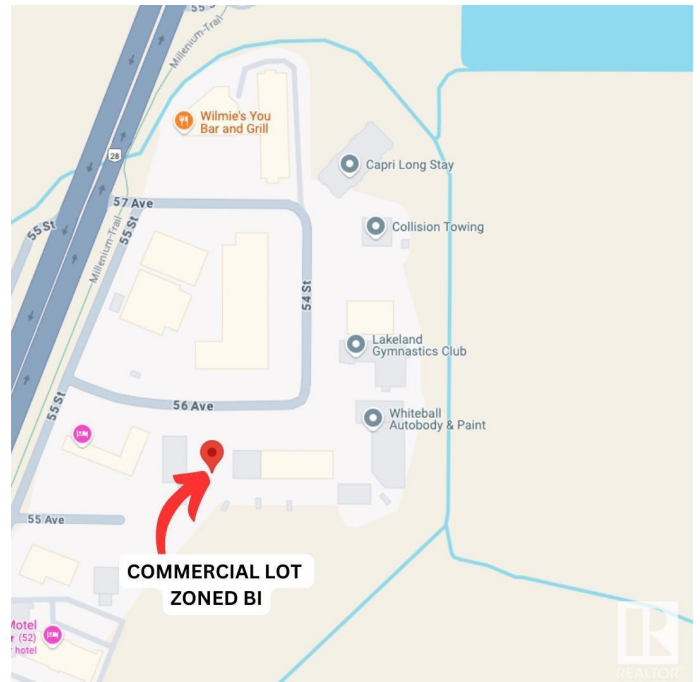 55 S
Millenium-Trail
Wilmie's You
Bar and Grill
28
Capri Long Stay
57 Ave
55 St
55 St
Collision Towing
Millenium-Trail
54 St
Lakeland
Gymnastics Club
56 Ave
55 St
Whiteball
Autobody & Paint
55 Ave
COMMERCIAL LOT
ZONED BI
Motel
(52)
hotel
R
REALTOR